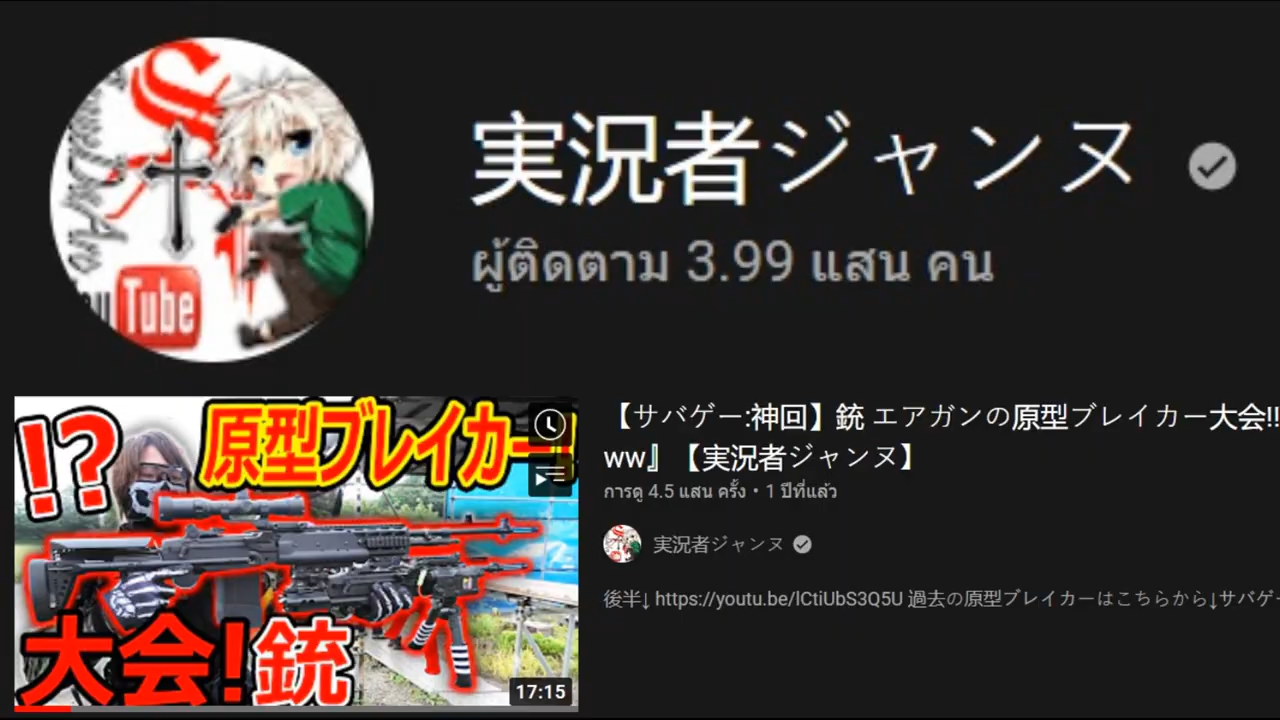 S
You Tube
実況者ジャンヌ
ผู้ติดตาม 3.99 แสน คน
!?
原型ブレイカー!
大会!銃
17:15
【サバゲー:神回】銃 エアガンの原型ブレイカー大会!!
ww』【実況者ジャンヌ】
การดู 4.5 แสน ครั้ง • 1 ปีที่แล้ว
実況者ジャンヌ
後半↓ https://youtu.be/lCtiUbS3Q5U 過去の原型ブレイカーはこちらから↓サバゲー